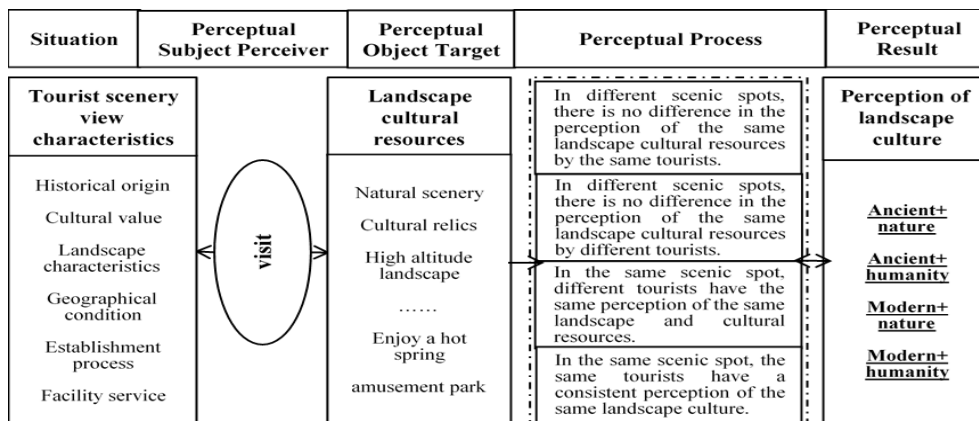 Situation
Perceptual
Subject Perceiver
Perceptual
Object Target
Perceptual Process
Perceptual
Result
Tourist scenery
view
characteristics
Historical origin
Cultural value
Landscape
characteristics
Geographical
condition
Establishment
process
Facility service
visit
Landscape
cultural
resources
Natural scenery
Cultural relics
High altitude
landscape
……
Enjoy a hot
spring
amusement park
In different scenic spots,
there is no difference in the
perception of the same
landscape cultural resources
by the same tourists.
In different scenic spots,
there is no difference in the
perception of the same
landscape cultural resources
by different tourists.
In the same scenic spot,
different tourists have the
same perception of the same
landscape and cultural
resources.
In the same scenic spot, the
same tourists have a
consistent perception of the
same landscape culture.
Perception of
landscape
culture
Ancient+
nature
Ancient+
humanity
Modern+
nature
Modern+
humanity